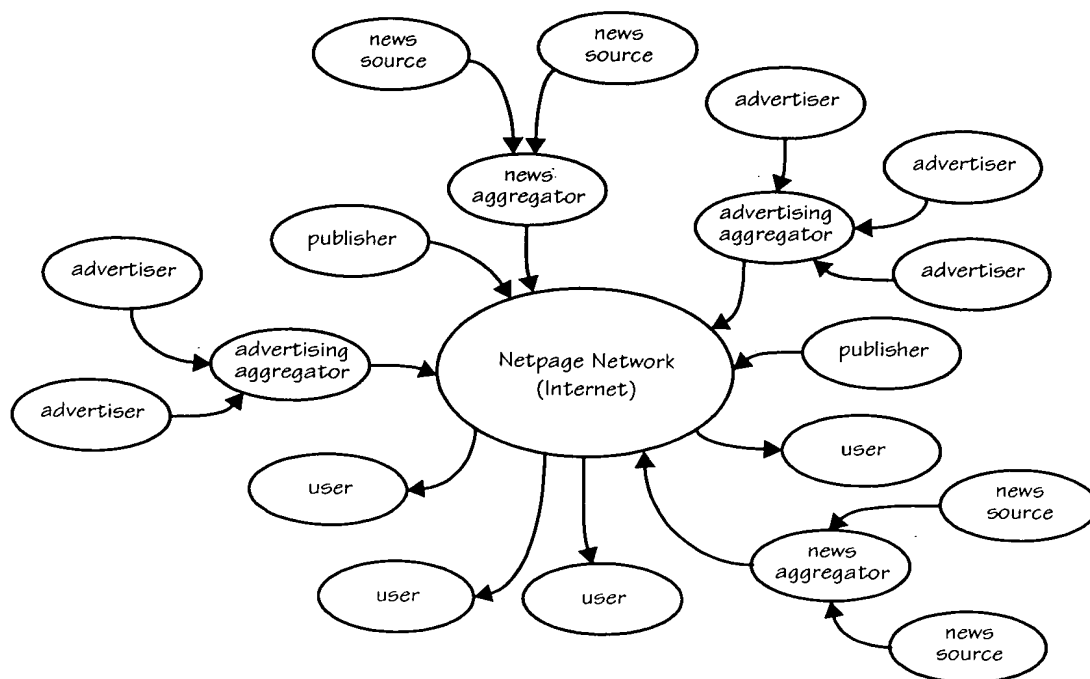 news
source
news
source
advertiser
advertiser
news
aggregator
advertising
aggregator
publisher
advertiser
advertiser
advertising
aggregator
Netpage Network
(Internet)
publisher
advertiser
user
user
news
source
news
aggregator
user
user
news
source